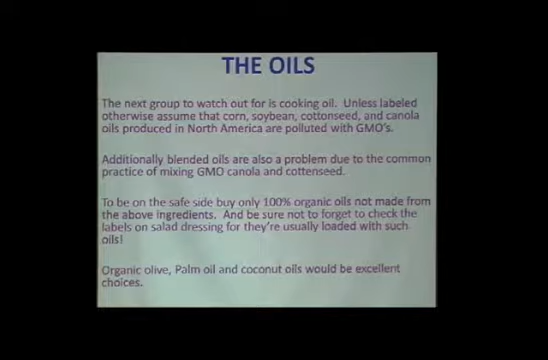 THE OILS
The next group to watch out for is cooking oil. Unless labeled
otherwise assume that corn, soybean, cottonseed, and canola
oils produced in North America are polluted with GMO's.
Additionally blended oils are also a problem due to the common
practice of mixing GMO canola and cottenseed.
To be on the safe side buy only 100% organic oils not made from
the above ingredients. And be sure not to forget to check the
labels on salad dressing for they're usually loaded with such
oils!
Organic olive, Palm oil and coconut oils would be excellent
choices.